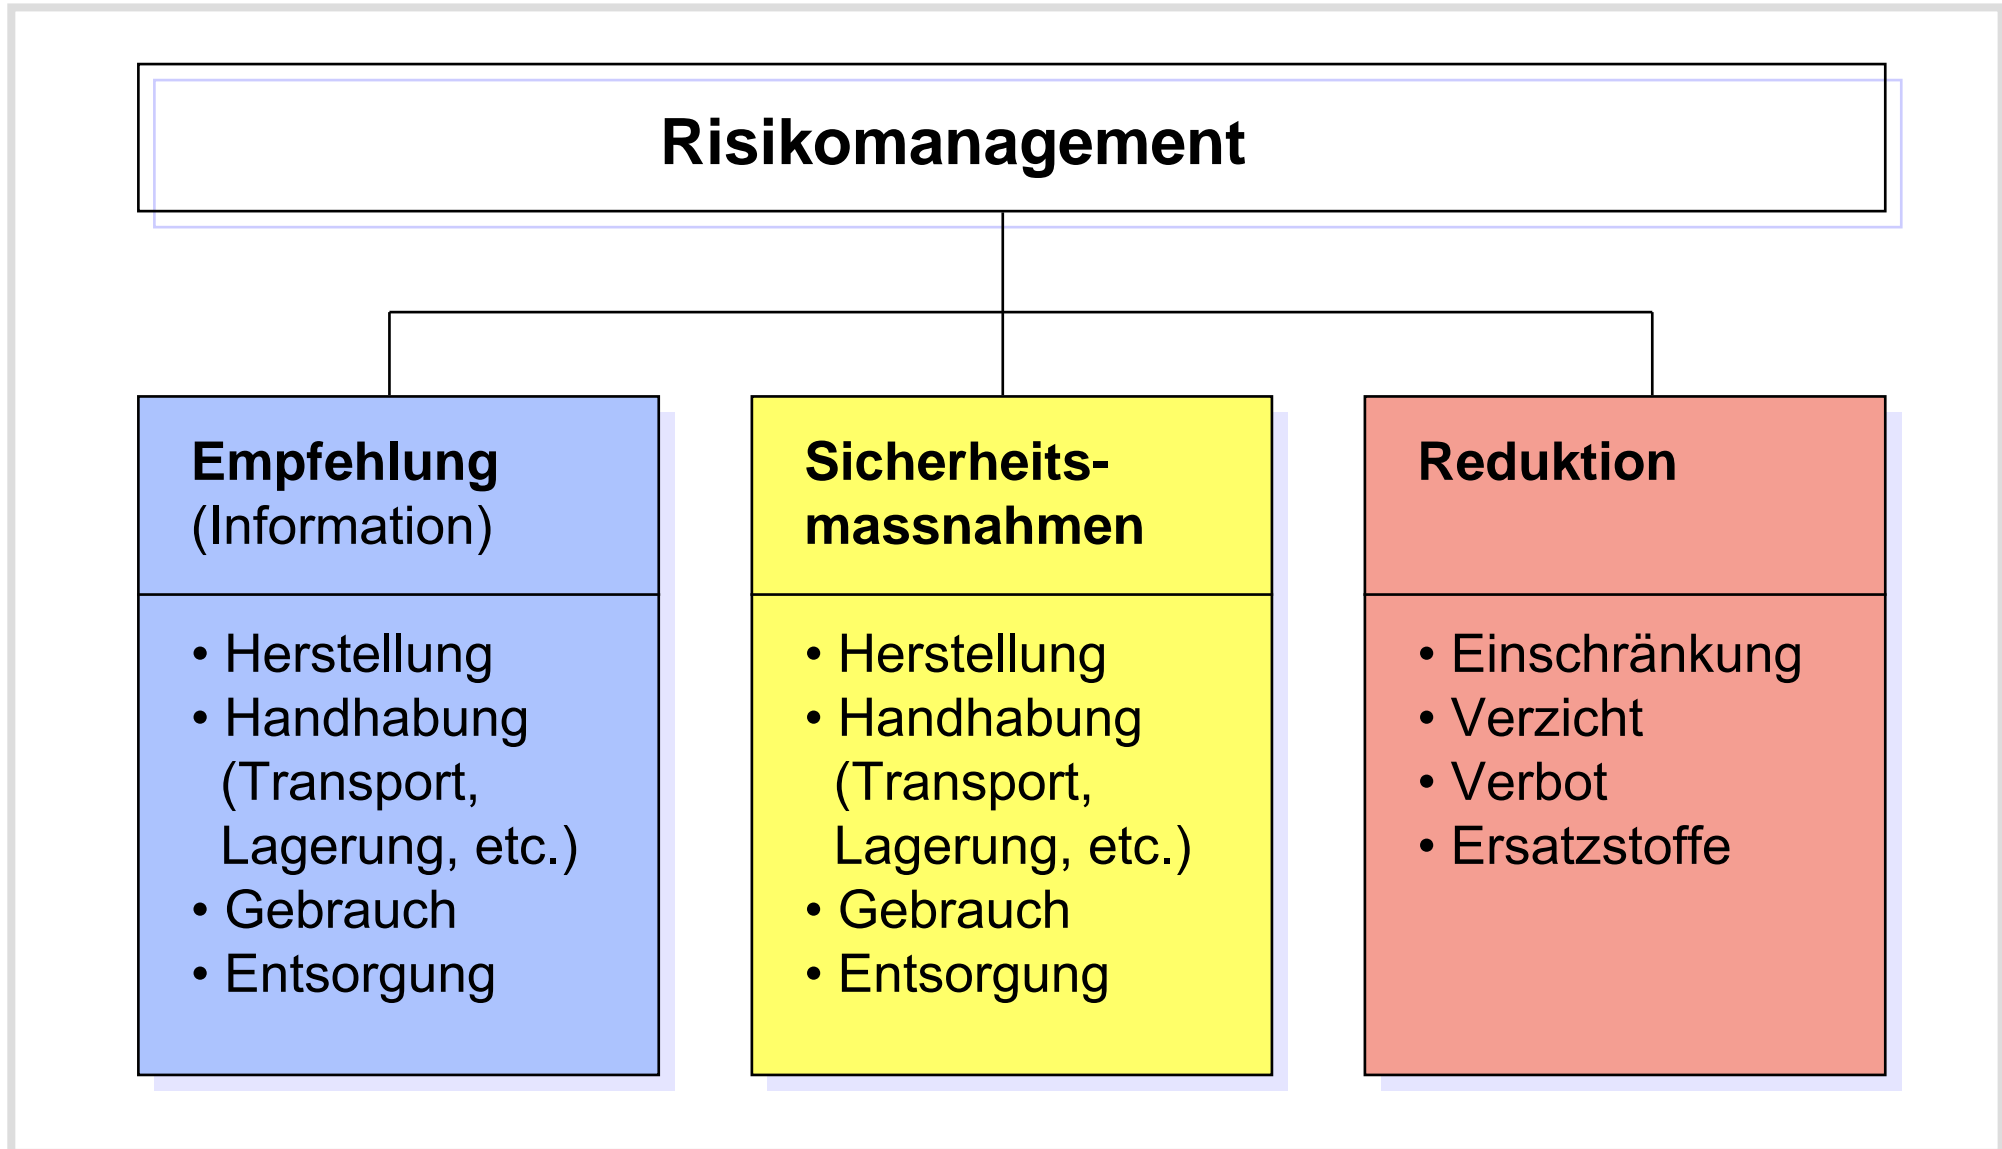 Risikomanagement
Empfehlung
(Information)
• Herstellung
• Handhabung
(Transport,
Lagerung, etc.)
• Gebrauch
• Entsorgung
Sicherheits-
massnahmen
• Herstellung
• Handhabung
(Transport,
Lagerung, etc.)
• Gebrauch
• Entsorgung
Reduktion
• Einschränkung
• Verzicht
• Verbot
• Ersatzstoffe